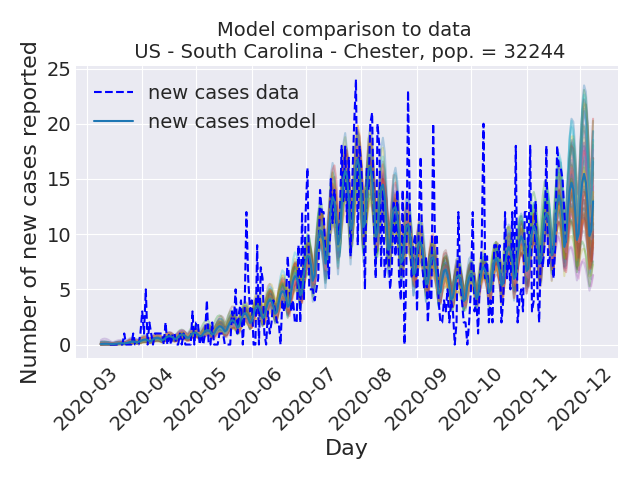 Model comparison to data
US - South Carolina - Chester, pop. = 32244
Number of new cases reported
25
20
15
10
5
0
new cases data
new cases model
2020-03
2020-04
2020-05
2020-06
2020-07
2020-08
2020-09
2020-10
2020-11
2020-12
Day